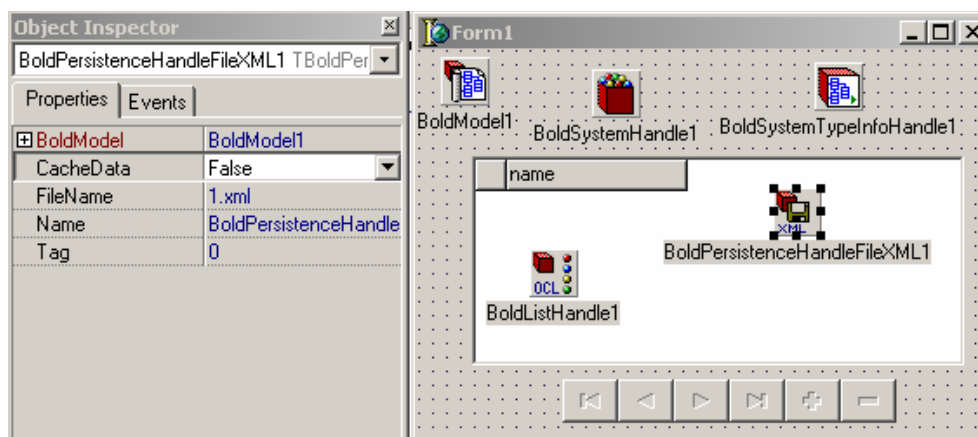 Object Inspector
BoldPersistenceHandleFileXML1 TBoldPer
Properties Events
BoldModel BoldModel1
CacheData False
FileName 1.xml
Name BoldPersistenceHandle
Tag 0
Form1
BoldModel1
BoldSystemHandle1
BoldSystemTypeInfoHandle1
name
XML
BoldPersistenceHandleFileXML1
OCL
BoldListHandle1